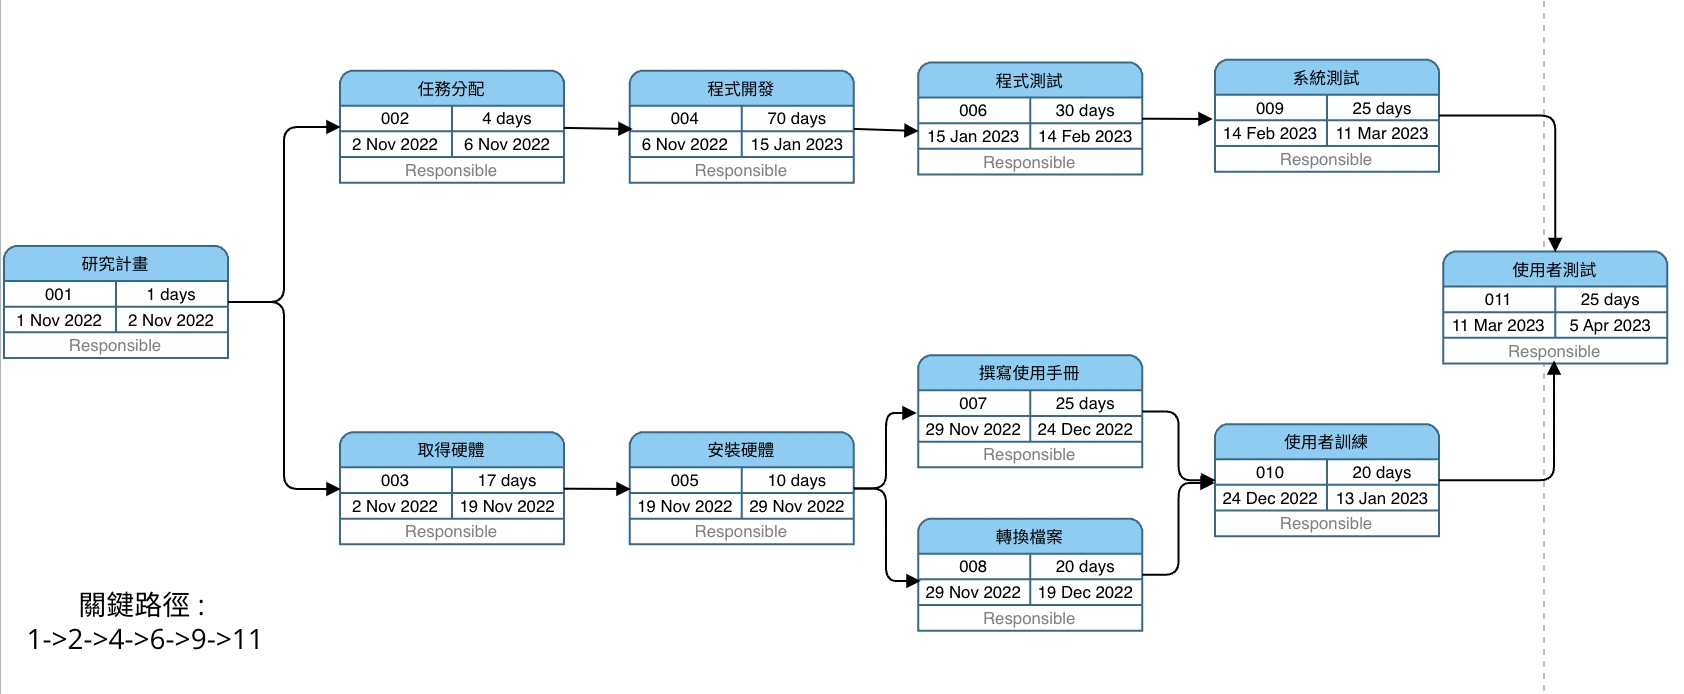 研究計畫
001 1 days
1 Nov 2022 2 Nov 2022
Responsible
任務分配
002 4 days
2 Nov 2022 6 Nov 2022
Responsible
程式開發
004 70 days
6 Nov 2022 15 Jan 2023
Responsible
程式測試
006 30 days
15 Jan 2023 14 Feb 2023
Responsible
系統測試
009 25 days
14 Feb 2023 11 Mar 2023
Responsible
取得硬體
003 17 days
2 Nov 2022 19 Nov 2022
Responsible
安裝硬體
005 10 days
19 Nov 2022 29 Nov 2022
Responsible
撰寫使用手冊
007 25 days
29 Nov 2022 24 Dec 2022
Responsible
轉換檔案
008 20 days
29 Nov 2022 19 Dec 2022
Responsible
使用者訓練
010 20 days
24 Dec 2022 13 Jan 2023
Responsible
使用者測試
011 25 days
11 Mar 2023 5 Apr 2023
Responsible
關鍵路徑 :
1->2->4->6->9->11